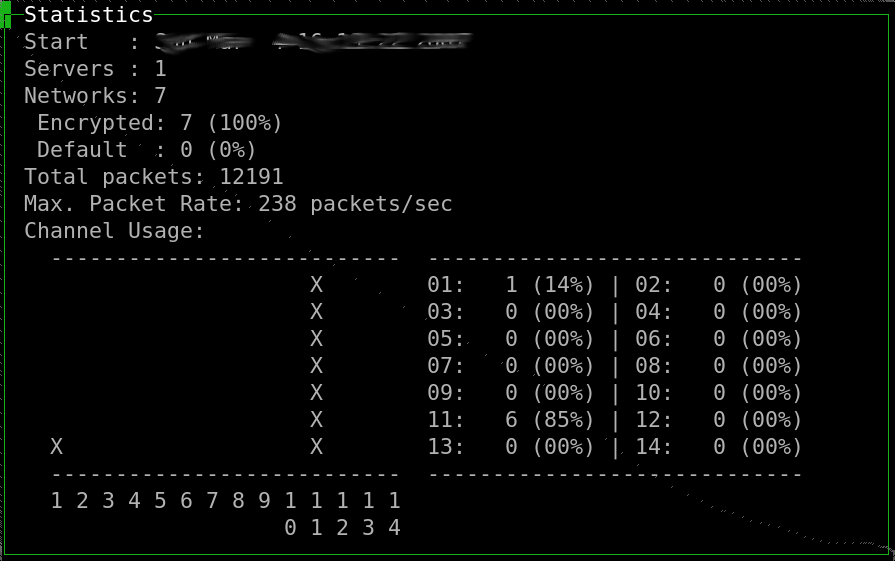 Statistics
Start   :
Servers : 1
Networks: 7
 Encrypted: 7 (100%)
 Default  : 0 (0%)
Total packets: 12191
Max. Packet Rate: 238 packets/sec
Channel Usage:
  ---------------------------  -----------------------------
                      X        01:   1 (14%) | 02:   0 (00%)
                      X        03:   0 (00%) | 04:   0 (00%)
                      X        05:   0 (00%) | 06:   0 (00%)
                      X        07:   0 (00%) | 08:   0 (00%)
                      X        09:   0 (00%) | 10:   0 (00%)
                      X        11:   6 (85%) | 12:   0 (00%)
  X                   X        13:   0 (00%) | 14:   0 (00%)
  ---------------------------  -----------------------------
  1 2 3 4 5 6 7 8 9 1 1 1 1 1
                    0 1 2 3 4